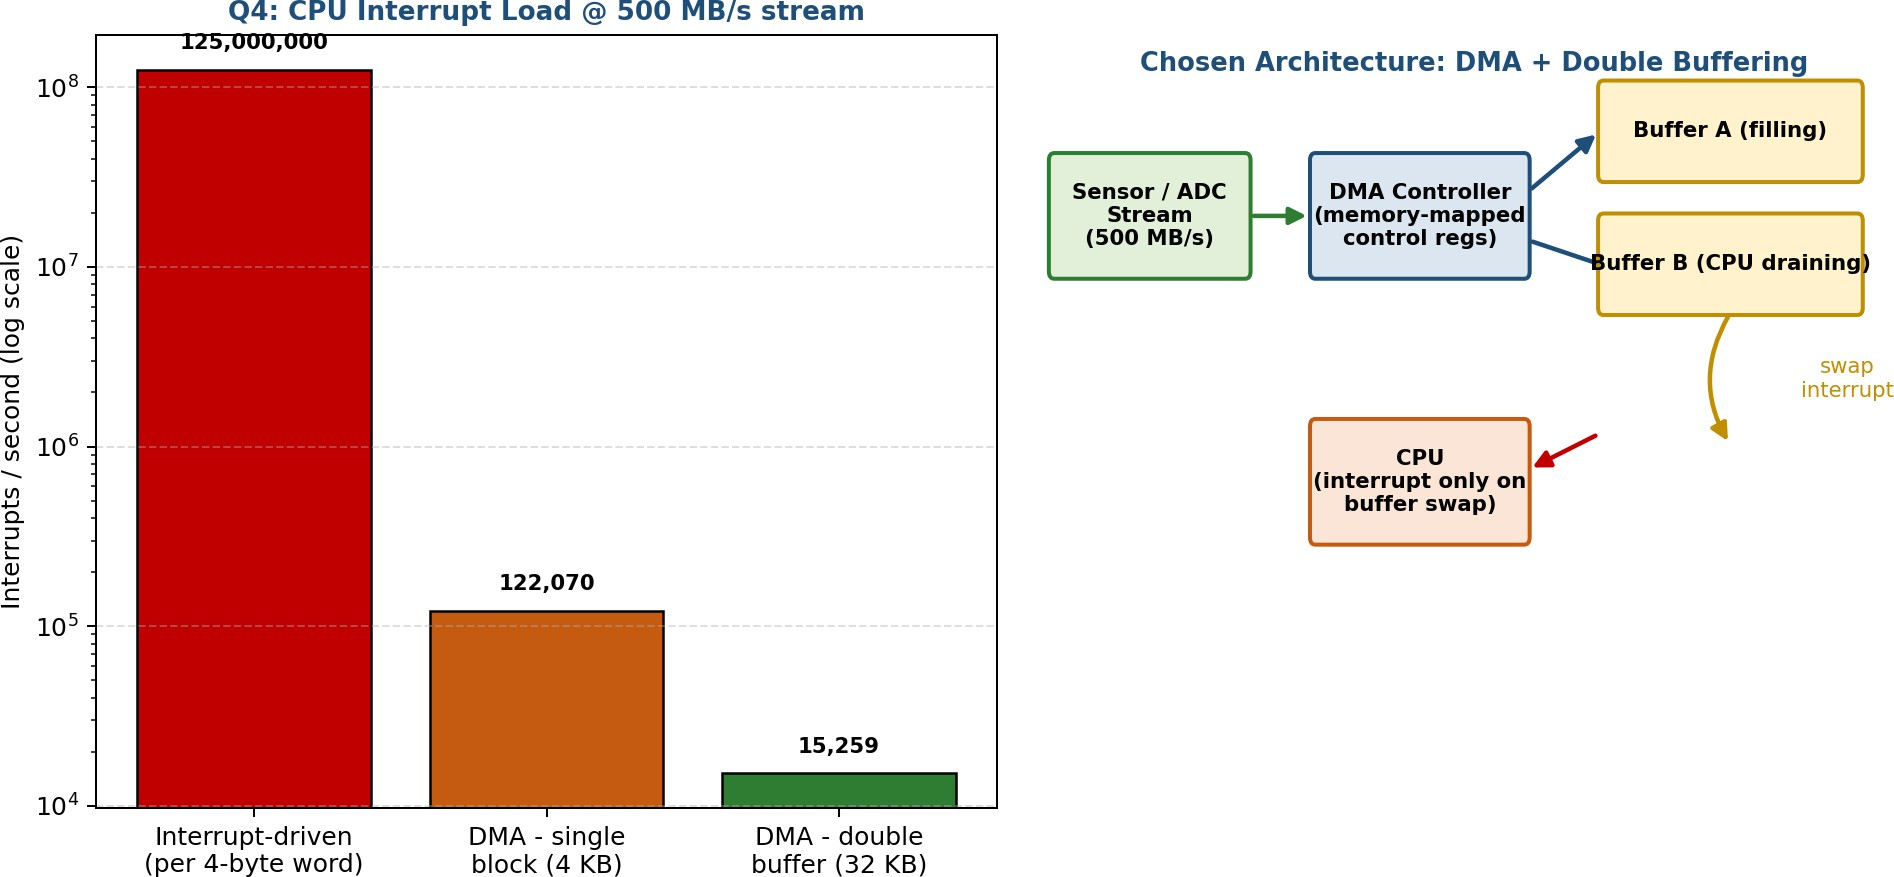 Q4: CPU Interrupt Load @ 500 MB/s stream
Interrupts / second (log scale)
10⁸
10⁷
10⁶
10⁵
10⁴
125,000,000
122,070
15,259
Interrupt-driven
(per 4-byte word)
DMA - single
block (4 KB)
DMA - double
buffer (32 KB)
Chosen Architecture: DMA + Double Buffering
Sensor / ADC
Stream
(500 MB/s)
DMA Controller
(memory-mapped
control regs)
Buffer A (filling)
Buffer B (CPU draining)
swap
interrupt
CPU
(interrupt only on
buffer swap)